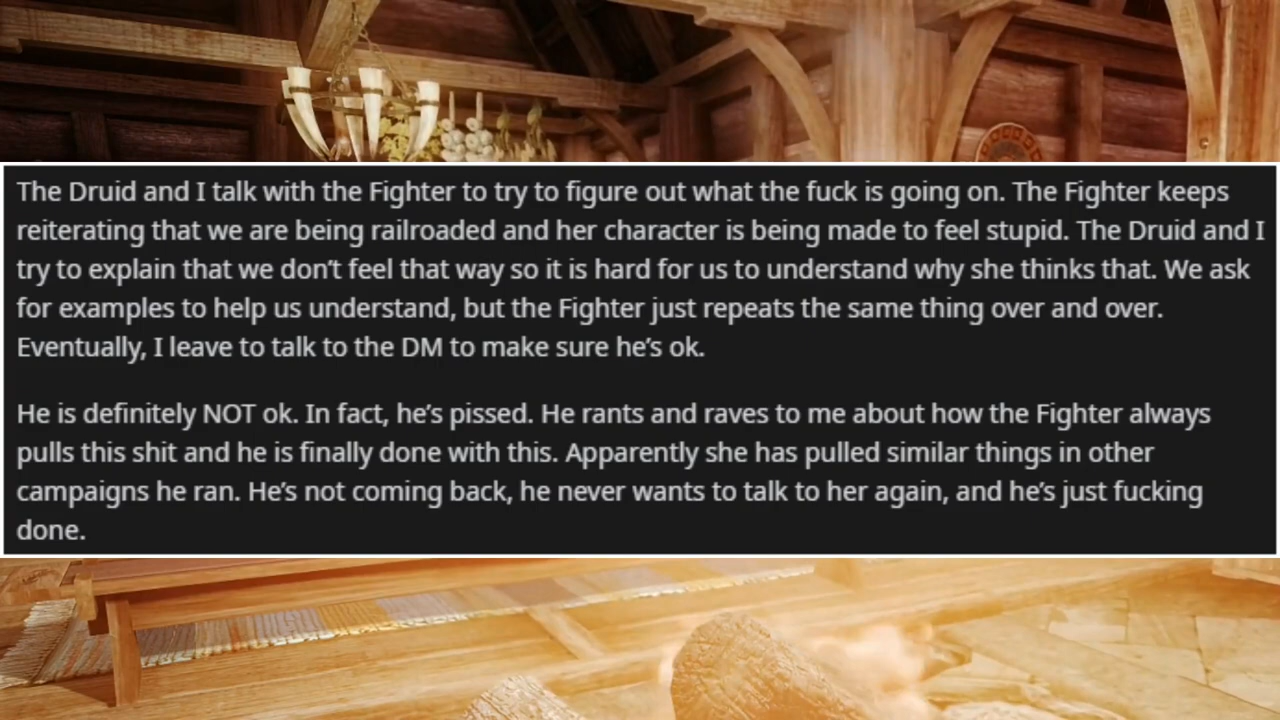 The Druid and I talk with the Fighter to try to figure out what the fuck is going on. The Fighter keeps
reiterating that we are being railroaded and her character is being made to feel stupid. The Druid and I
try to explain that we don’t feel that way so it is hard for us to understand why she thinks that. We ask
for examples to help us understand, but the Fighter just repeats the same thing over and over.
Eventually, I leave to talk to the DM to make sure he’s ok.
He is definitely NOT ok. In fact, he’s pissed. He rants and raves to me about how the Fighter always
pulls this shit and he is finally done with this. Apparently she has pulled similar things in other
campaigns he ran. He’s not coming back, he never wants to talk to her again, and he’s just fucking
done.